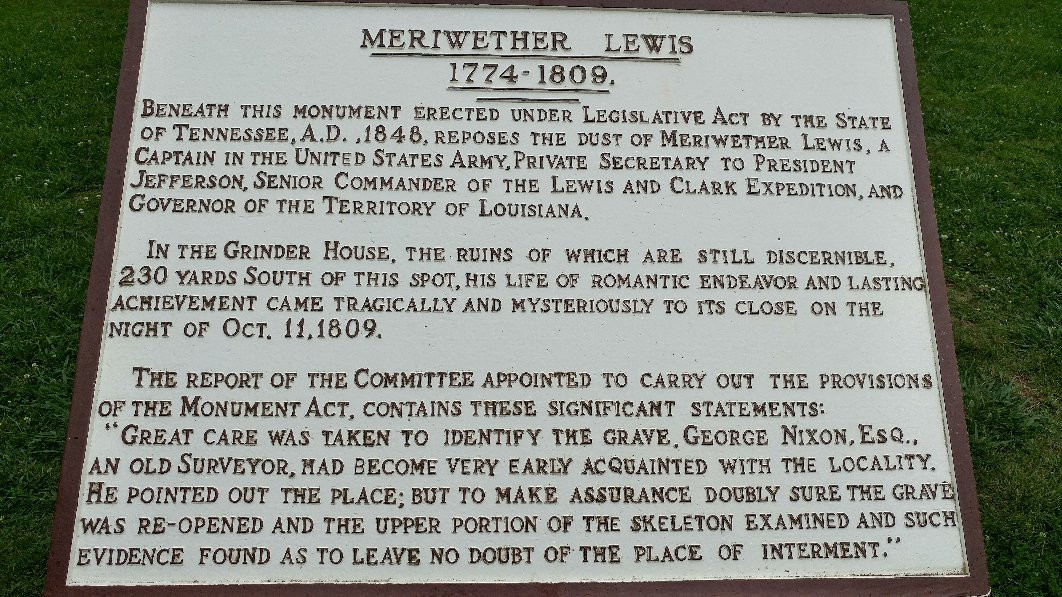 MERIWETHER LEWIS
1774-1809.
BENEATH THIS MONUMENT ERECTED UNDER LEGISLATIVE ACT BY THE STATE
OF TENNESSEE, A.D., 1848, REPOSES THE DUST OF MERIWETHER LEWIS, A
CAPTAIN IN THE UNITED STATES ARMY, PRIVATE SECRETARY TO PRESIDENT
JEFFERSON, SENIOR COMMANDER OF THE LEWIS AND CLARK EXPEDITION, AND
GOVERNOR OF THE TERRITORY OF LOUISIANA.
IN THE GRINDER HOUSE, THE RUINS OF WHICH ARE STILL DISCERNIBLE,
230 YARDS SOUTH OF THIS SPOT, HIS LIFE OF ROMANTIC ENDEAVOR AND LASTING
ACHIEVEMENT CAME TRAGICALLY AND MYSTERIOUSLY TO ITS CLOSE ON THE
NIGHT OF OCT. 11, 1809.
THE REPORT OF THE COMMITTEE APPOINTED TO CARRY OUT THE PROVISIONS
OF THE MONUMENT ACT, CONTAINS THESE SIGNIFICANT STATEMENTS:
"GREAT CARE WAS TAKEN TO IDENTIFY THE GRAVE. GEORGE NIXON, ESQ.,
AN OLD SURVEYOR, HAD BECOME VERY EARLY ACQUAINTED WITH THE LOCALITY.
HE POINTED OUT THE PLACE; BUT TO MAKE ASSURANCE DOUBLY SURE THE GRAVE
WAS RE-OPENED AND THE UPPER PORTION OF THE SKELETON EXAMINED AND SUCH
EVIDENCE FOUND AS TO LEAVE NO DOUBT OF THE PLACE OF INTERMENT."